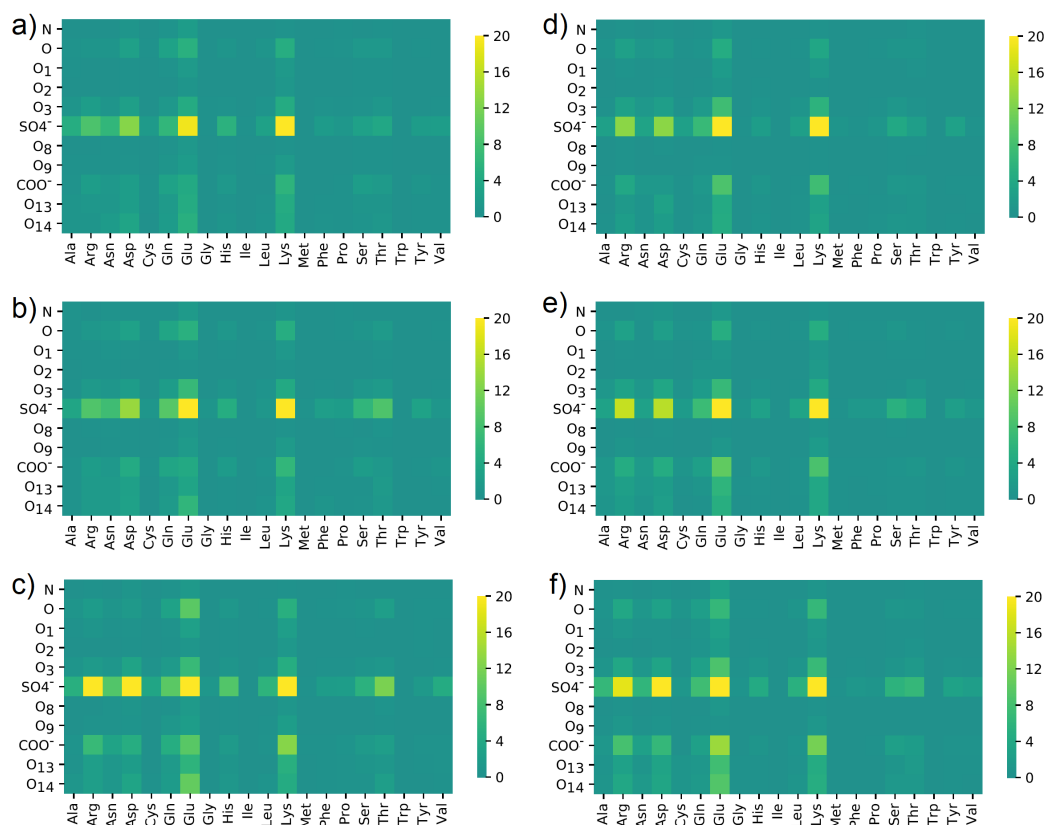 a)
N
O
O1
O2
O3
SO4-
O8
O9
COO-
O13
O14
Ala Arg Asn Asp Cys Gln Glu Gly His Ile Leu Lys Met Phe Pro Ser Thr Trp Tyr Val
20
16
12
8
4
0
d)
N
O
O1
O2
O3
SO4-
O8
O9
COO-
O13
O14
Ala Arg Asn Asp Cys Gln Glu Gly His Ile Leu Lys Met Phe Pro Ser Thr Trp Tyr Val
20
16
12
8
4
0
b)
N
O
O1
O2
O3
SO4-
O8
O9
COO-
O13
O14
Ala Arg Asn Asp Cys Gln Glu Gly His Ile Leu Lys Met Phe Pro Ser Thr Trp Tyr Val
20
16
12
8
4
0
e)
N
O
O1
O2
O3
SO4-
O8
O9
COO-
O13
O14
Ala Arg Asn Asp Cys Gln Glu Gly His Ile Leu Lys Met Phe Pro Ser Thr Trp Tyr Val
20
16
12
8
4
0
c)
N
O
O1
O2
O3
SO4-
O8
O9
COO-
O13
O14
Ala Arg Asn Asp Cys Gln Glu Gly His Ile Leu Lys Met Phe Pro Ser Thr Trp Tyr Val
20
16
12
8
4
0
f)
N
O
O1
O2
O3
SO4-
O8
O9
COO-
O13
O14
Ala Arg Asn Asp Cys Gln Glu Gly His Ile Leu Lys Met Phe Pro Ser Thr Trp Tyr Val
20
16
12
8
4
0